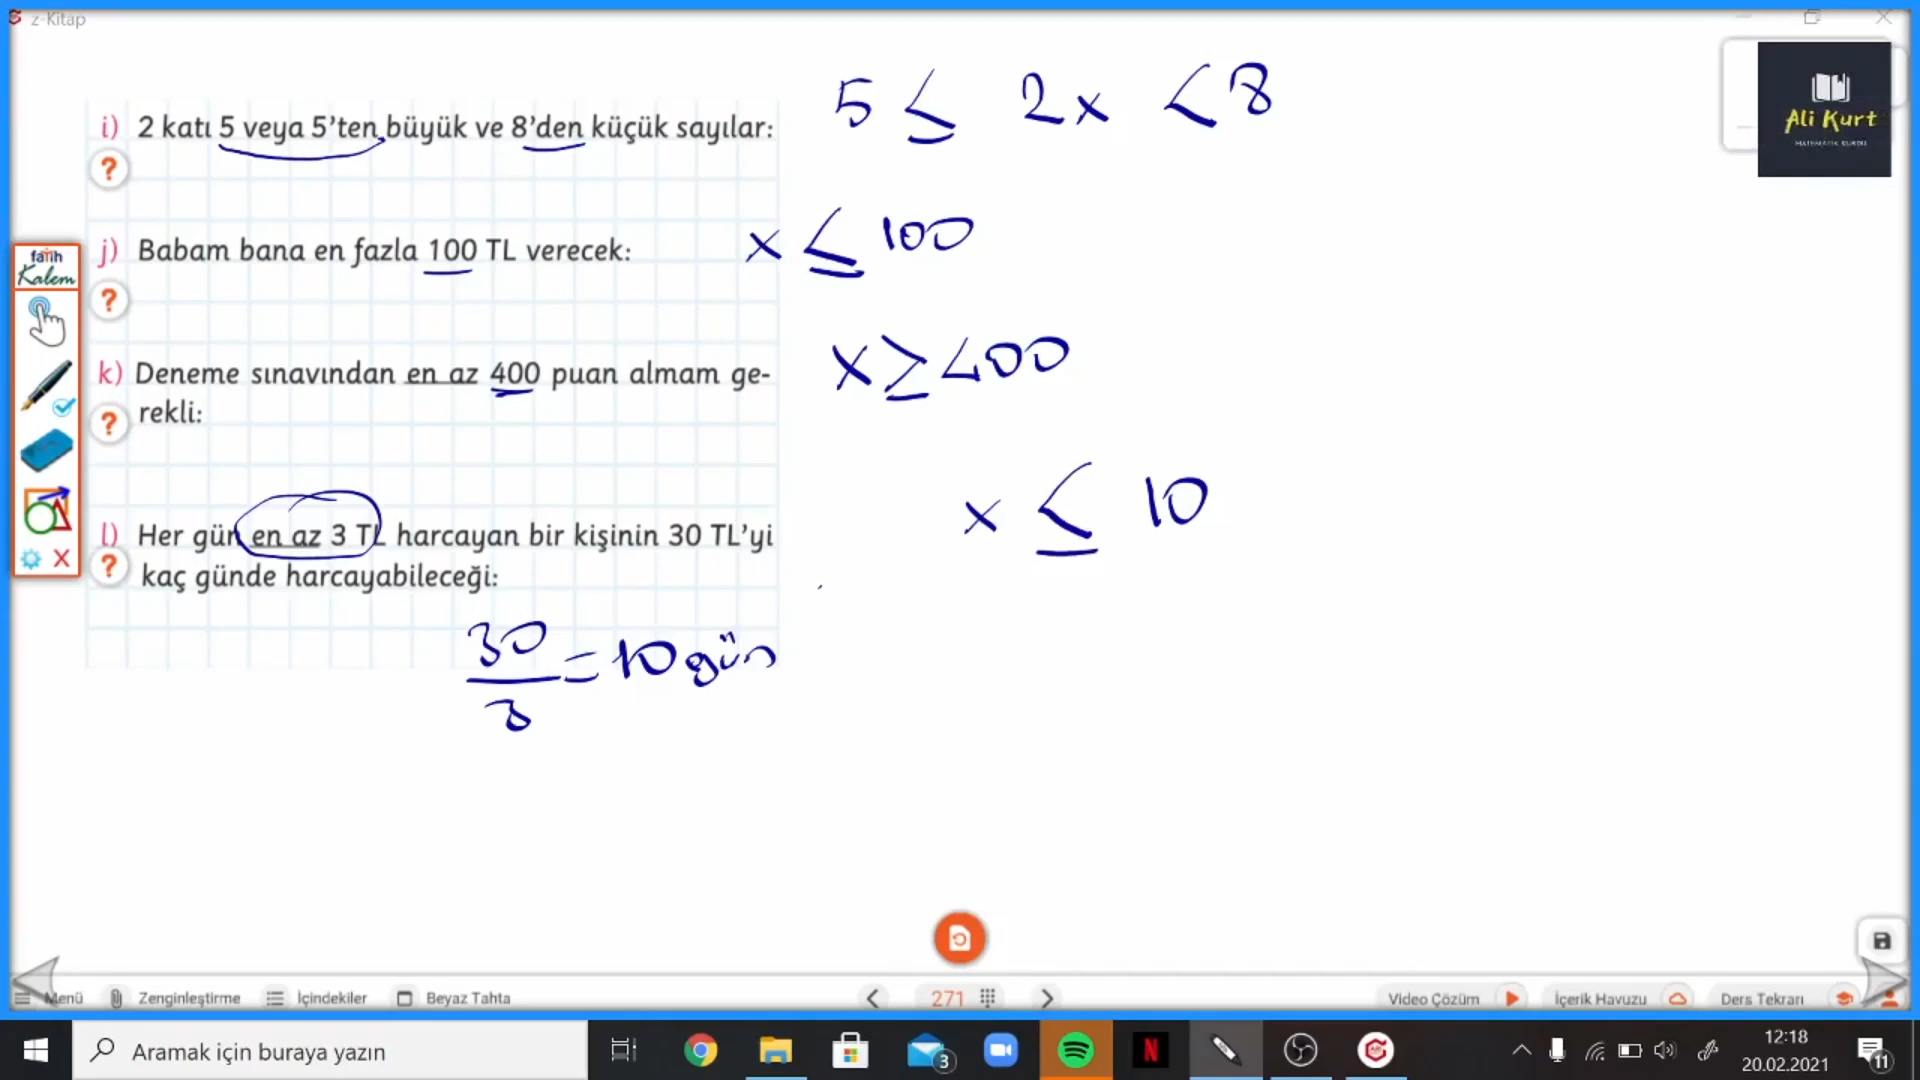 z-Kitap
i) 2 katı 5 veya 5'ten büyük ve 8'den küçük sayılar:
5 ≤ 2x < 8
?
Ali Kurt
j) Babam bana en fazla 100 TL verecek:
x ≤ 100
?
fatih
Kalem
k) Deneme sınavından en az 400 puan almam ge-
rekli:
x ≥ 400
?
l) Her gün en az 3 TL harcayan bir kişinin 30 TL'yi
kaç günde harcayabileceği:
x ≤ 10
?
30/3 = 10 gün
Menü Zenginleştirme İçindekiler Beyaz Tahta 271 Video Çözüm İçerik Havuzu Ders Tekrarı
Aramak için buraya yazın
3
12:18
20.02.2021
11